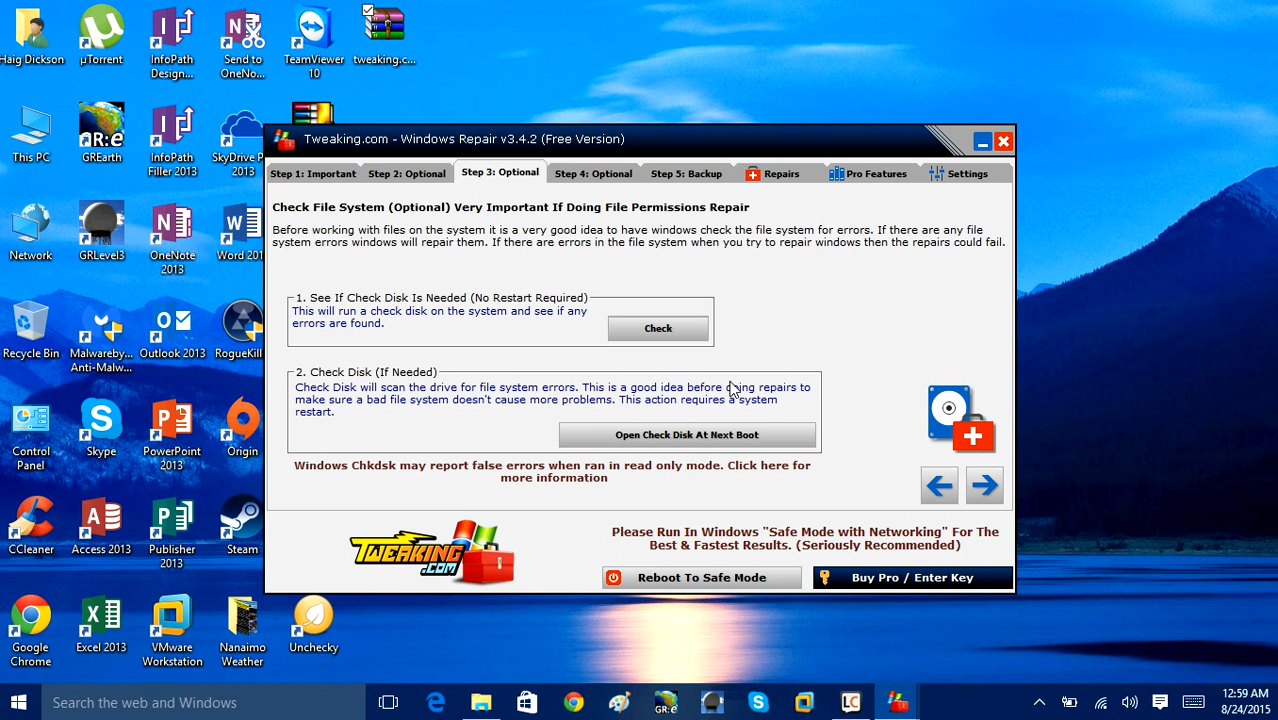 Haig Dickson
µTorrent
InfoPath
Design...
Send to
OneNo...
TeamViewer
10
tweaking.c...
This PC
GR:e
GREarth
InfoPath
Filler 2013
SkyDrive P
2013
Network
GRLevel3
OneNote
2013
Word 201
Recycle Bin
Malwareby...
Anti-Malw...
Outlook 2013
RogueKill
Control
Panel
Skype
PowerPoint
2013
Origin
CCleaner
Access 2013
Publisher
2013
Steam
Google
Chrome
Excel 2013
VMware
Workstation
Nanaimo
Weather
Unchecky
Tweaking.com - Windows Repair v3.4.2 (Free Version)
Step 1: Important
Step 2: Optional
Step 3: Optional
Step 4: Optional
Step 5: Backup
Repairs
Pro Features
Settings
Check File System (Optional) Very Important If Doing File Permissions Repair
Before working with files on the system it is a very good idea to have windows check the file system for errors. If there are any file
system errors windows will repair them. If there are errors in the file system when you try to repair windows then the repairs could fail.
1. See If Check Disk Is Needed (No Restart Required)
This will run a check disk on the system and see if any
errors are found.
Check
2. Check Disk (If Needed)
Check Disk will scan the drive for file system errors. This is a good idea before doing repairs to
make sure a bad file system doesn't cause more problems. This action requires a system
restart.
Open Check Disk At Next Boot
Windows Chkdsk may report false errors when ran in read only mode. Click here for
more information
TWEAKING
.COM
Please Run In Windows "Safe Mode with Networking" For The
Best & Fastest Results. (Seriously Recommended)
Reboot To Safe Mode
Buy Pro / Enter Key
Search the web and Windows
GR:e
LC
12:59 AM
8/24/2015